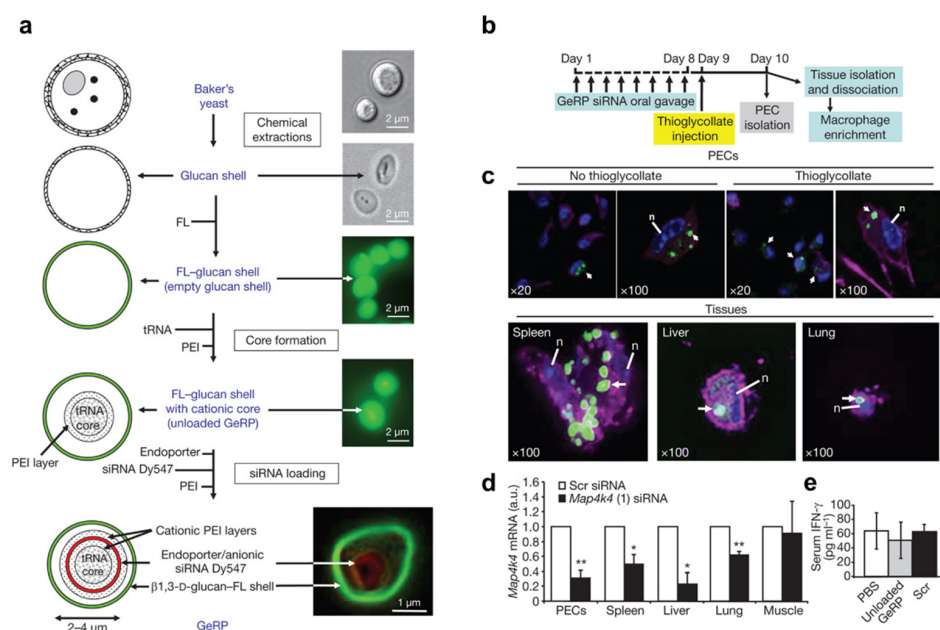 a
Baker's
yeast
Chemical
extractions
2 µm
Glucan shell
2 µm
FL
FL–glucan shell
(empty glucan shell)
2 µm
tRNA
PEI
Core formation
FL–glucan shell
with cationic core
(unloaded GeRP)
tRNA
core
PEI layer
2 µm
Endoporter
siRNA Dy547
PEI
siRNA loading
Cationic PEI layers
tRNA
core
Endoporter/anionic
siRNA Dy547
β1,3-D-glucan–FL shell
1 µm
2–4 µm
GeRP
b
Day 1
Day 8
Day 9
Day 10
GeRP siRNA oral gavage
Thioglycollate
injection
PEC
isolation
Tissue isolation
and dissociation
Macrophage
enrichment
c
PECs
No thioglycollate
Thioglycollate
n
n
×20
×100
×20
×100
Tissues
Spleen
Liver
Lung
n
n
n
n
×100
×100
×100
d
Scr siRNA
Map4k4 (1) siRNA
Map4k4 mRNA (a.u.)
1.4
1.2
1.0
0.8
0.6
0.4
0.2
0
**
*
*
**
PECs
Spleen
Liver
Lung
Muscle
e
Serum IFN-γ
(pg ml⁻¹)
100
80
60
40
20
0
PBS
Unloaded
GeRP
Scr